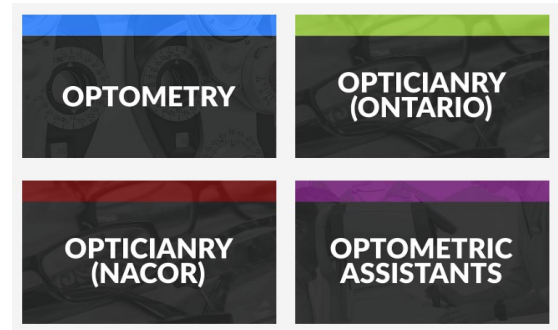 OPTOMETRY
OPTICIANRY
(ONTARIO)
OPTICIANRY
(NACOR)
OPTOMETRIC
ASSISTANTS